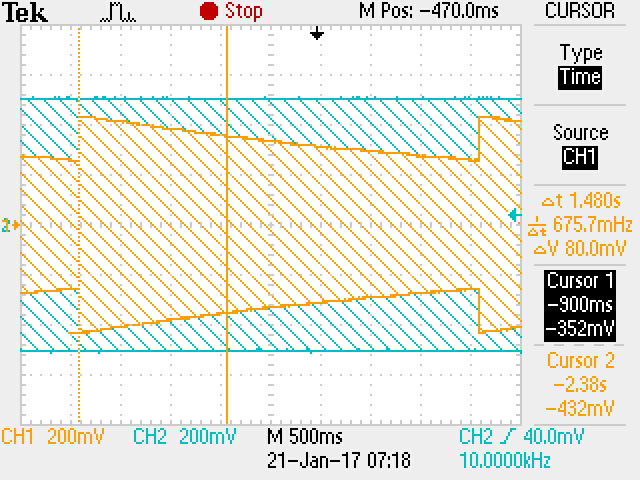 Tek Stop M Pos: -470.0ms CURSOR
Type
Time
Source
CH1
Δt 1.480s
1/Δt 675.7mHz
ΔV 80.0mV
Cursor 1
-900ms
-352mV
Cursor 2
-2.38s
-432mV
2
CH1 200mV CH2 200mV M 500ms CH2 40.0mV
21-Jan-17 07:18 10.0000kHz